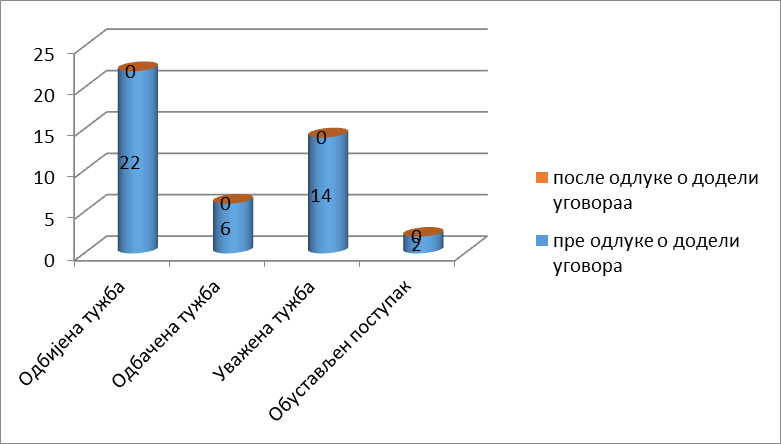 25
20
15
10
5
0
0
22
0
6
0
14
0
2
Одбијена тужба
Одбачена тужба
Уважена тужба
Обустављен поступак
после одлуке о додели
уговораа
пре одлуке о додели
уговора